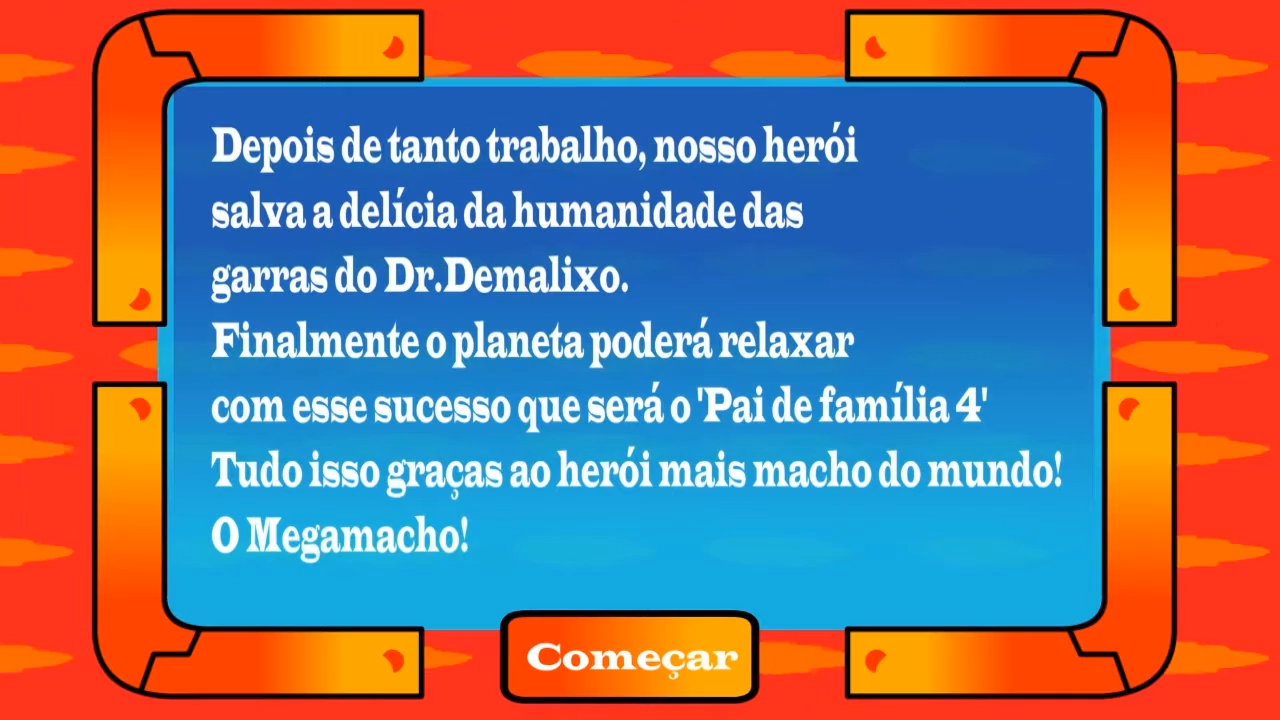 Depois de tanto trabalho, nosso herói
salva a delícia da humanidade das
garras do Dr.Demalixo.
Finalmente o planeta poderá relaxar
com esse sucesso que será o 'Pai de família 4'
Tudo isso graças ao herói mais macho do mundo!
O Megamacho!
Começar